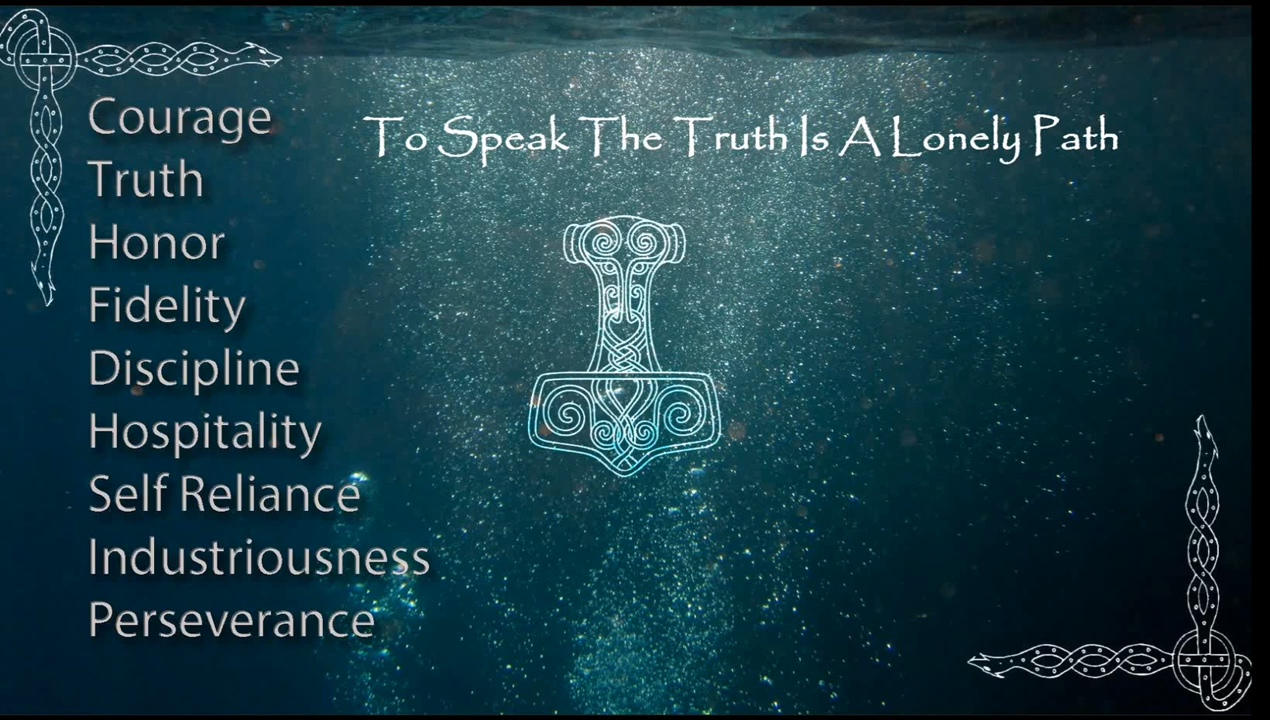 To Speak The Truth Is A Lonely Path
Courage
Truth
Honor
Fidelity
Discipline
Hospitality
Self Reliance
Industriousness
Perseverance